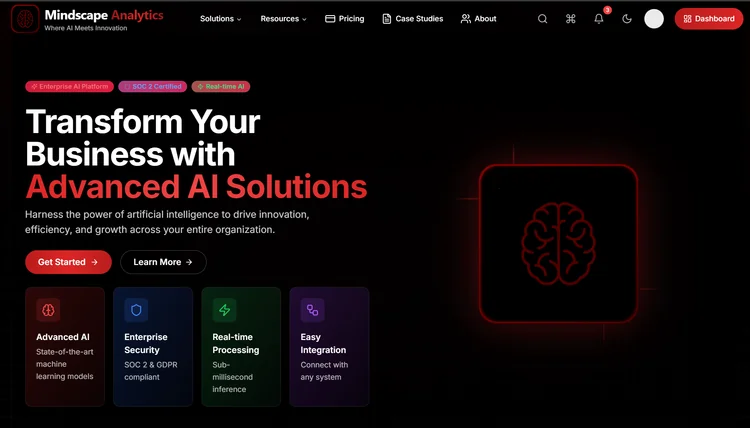 Mindscape Analytics
Where AI Meets Innovation
Solutions
Resources
Pricing
Case Studies
About
3
Dashboard
Enterprise AI Platform
SOC 2 Certified
Real-time AI
Transform Your
Business with
Advanced AI Solutions
Harness the power of artificial intelligence to drive innovation,
efficiency, and growth across your entire organization.
Get Started
Learn More
Advanced AI
State-of-the-art
machine
learning models
Enterprise
Security
SOC 2 & GDPR
compliant
Real-time
Processing
Sub-
millisecond
inference
Easy
Integration
Connect with
any system